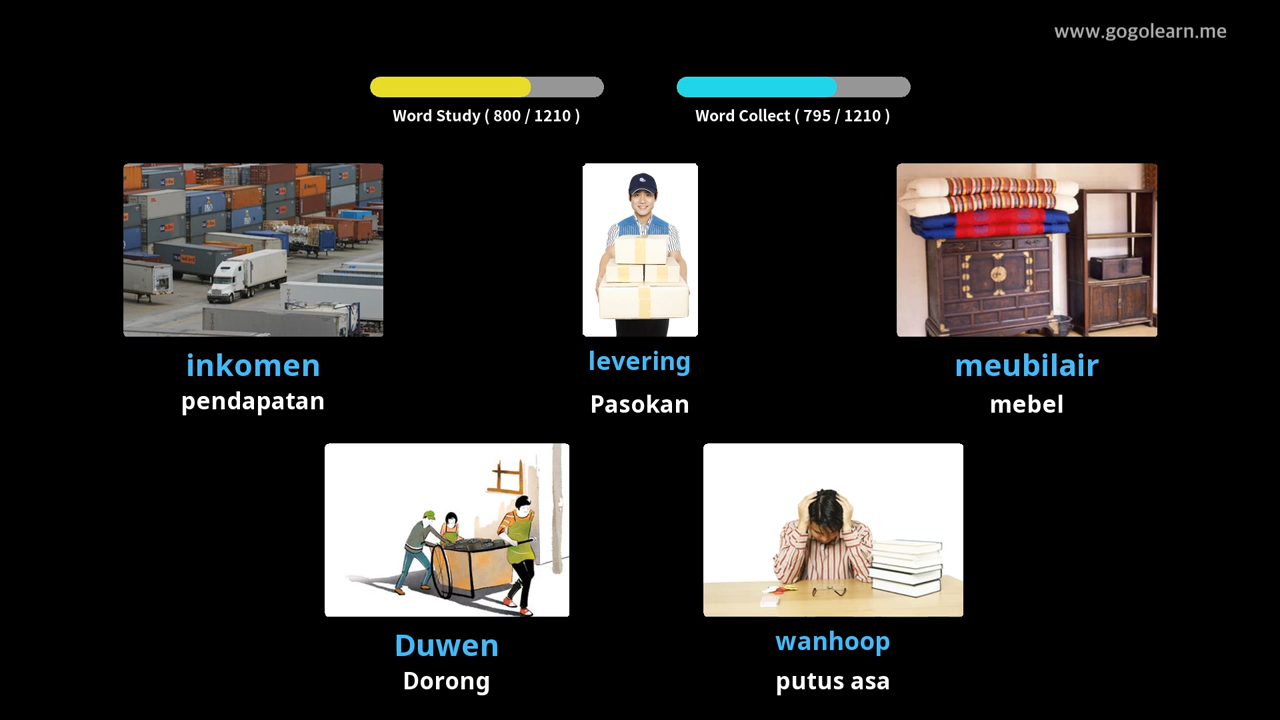 www.gogolearn.me
Word Study ( 800 / 1210 )
Word Collect ( 795 / 1210 )
inkomen
pendapatan
levering
Pasokan
meubilair
mebel
Duwen
Dorong
wanhoop
putus asa